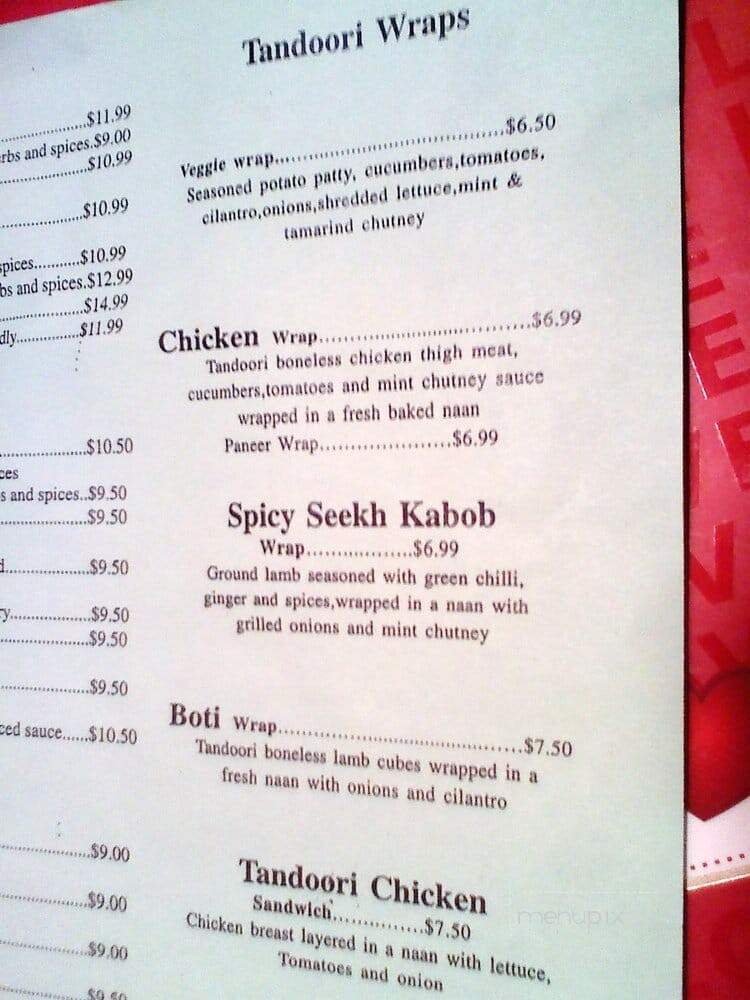 Tandoori Wraps
Veggie wrap..............................$6.50
Seasoned potato patty, cucumbers,tomatoes,
cilantro,onions,shredded lettuce,mint &
tamarind chutney
Chicken Wrap..............................$6.99
Tandoori boneless chicken thigh meat,
cucumbers,tomatoes and mint chutney sauce
wrapped in a fresh baked naan
Paneer Wrap......................$6.99
Spicy Seekh Kabob
Wrap..................$6.99
Ground lamb seasoned with green chilli,
ginger and spices,wrapped in a naan with
grilled onions and mint chutney
Boti Wrap..............................$7.50
Tandoori boneless lamb cubes wrapped in a
fresh naan with onions and cilantro
Tandoori Chicken
Sandwich...............$7.50
Chicken breast layered in a naan with lettuce,
Tomatoes and onion
...............$11.99
and spices.$9.00
...............$10.99
...............$10.99
...........$10.99
and spices.$12.99
...............$14.99
...............$11.99
...............$10.50
and spices..$9.50
...............$9.50
...............$9.50
...............$9.50
...............$9.50
...............$9.50
sauce......$10.50
...............$9.00
...............$9.00
...............$9.00
menupix